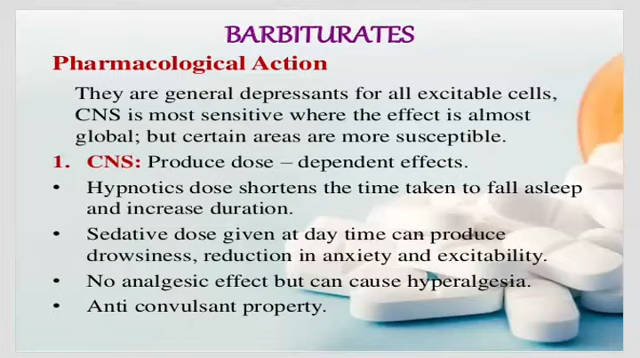 BARBITURATES
Pharmacological Action
They are general depressants for all excitable cells,
CNS is most sensitive where the effect is almost
global; but certain areas are more susceptible.
1. CNS: Produce dose – dependent effects.
• Hypnotics dose shortens the time taken to fall asleep
and increase duration.
• Sedative dose given at day time can produce
drowsiness, reduction in anxiety and excitability.
• No analgesic effect but can cause hyperalgesia.
• Anti convulsant property.